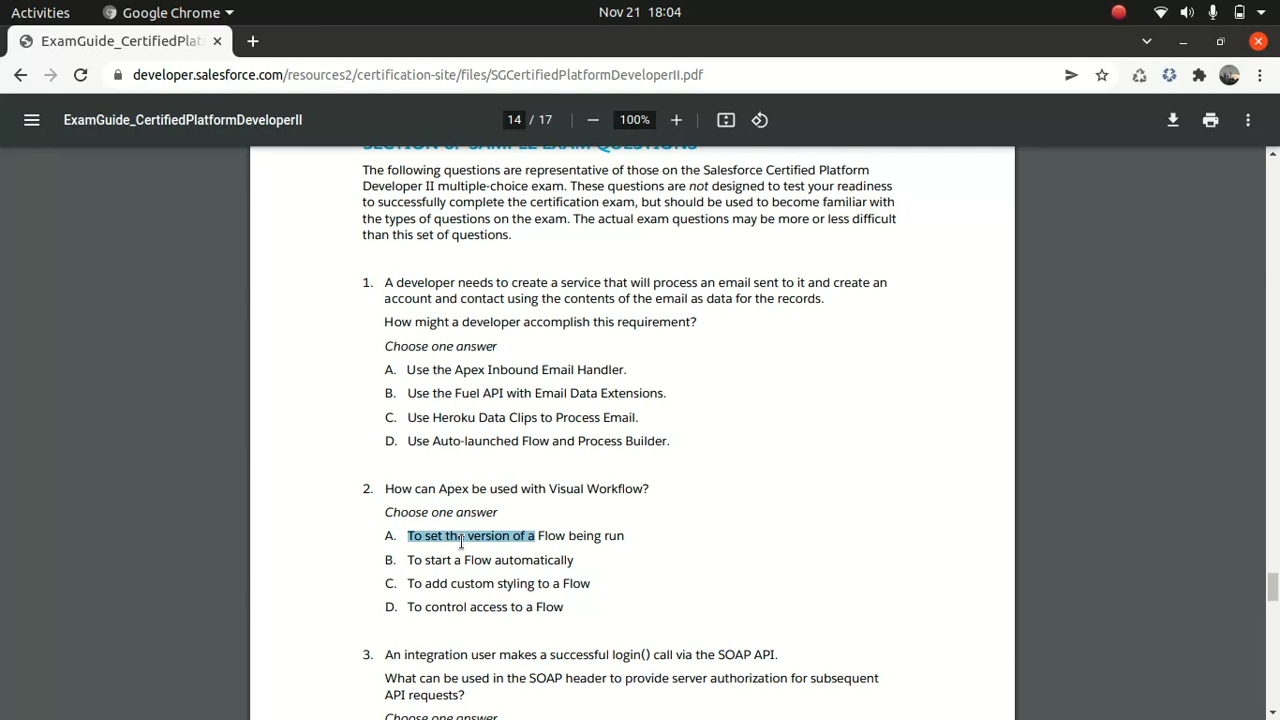 Activities
Google Chrome
Nov 21 18:04
ExamGuide_CertifiedPlat
developer.salesforce.com/resources2/certification-site/files/SGCertifiedPlatformDeveloperII.pdf
ExamGuide_CertifiedPlatformDeveloperII
14 / 17
100%
SECTION 5. SAMPLE EXAM QUESTIONS
The following questions are representative of those on the Salesforce Certified Platform
Developer II multiple-choice exam. These questions are not designed to test your readiness
to successfully complete the certification exam, but should be used to become familiar with
the types of questions on the exam. The actual exam questions may be more or less difficult
than this set of questions.
1. A developer needs to create a service that will process an email sent to it and create an
account and contact using the contents of the email as data for the records.
How might a developer accomplish this requirement?
Choose one answer
A. Use the Apex Inbound Email Handler.
B. Use the Fuel API with Email Data Extensions.
C. Use Heroku Data Clips to Process Email.
D. Use Auto-launched Flow and Process Builder.
2. How can Apex be used with Visual Workflow?
Choose one answer
A. To set the version of a Flow being run
B. To start a Flow automatically
C. To add custom styling to a Flow
D. To control access to a Flow
3. An integration user makes a successful login() call via the SOAP API.
What can be used in the SOAP header to provide server authorization for subsequent
API requests?
Choose one answer